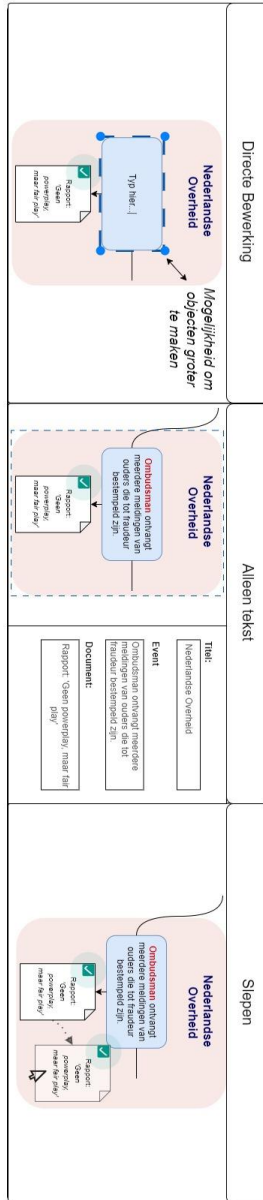 Directe Bewerking
Nederlandse
Overheid
Typ hier...|
Rapport:
'Geen
powerplay,
maar fair play'
Mogelijkheid om
objecten groter
te maken
Alleen tekst
Nederlandse
Overheid
Ombudsman ontvangt
meerdere meldingen van
ouders die tot fraudeur
bestempeld zijn.
Rapport:
'Geen
powerplay,
maar fair play'
Titel:
Nederlandse Overheid
Event
Ombudsman ontvangt meerdere
meldingen van ouders die tot
fraudeur bestempeld zijn.
Document:
Rapport: 'Geen powerplay, maar fair
play'
Slepen
Nederlandse
Overheid
Ombudsman ontvangt
meerdere meldingen van
ouders die tot fraudeur
bestempeld zijn.
Rapport:
'Geen
powerplay,
maar fair play'
Rapport:
'Geen
powerplay,
maar fair play'